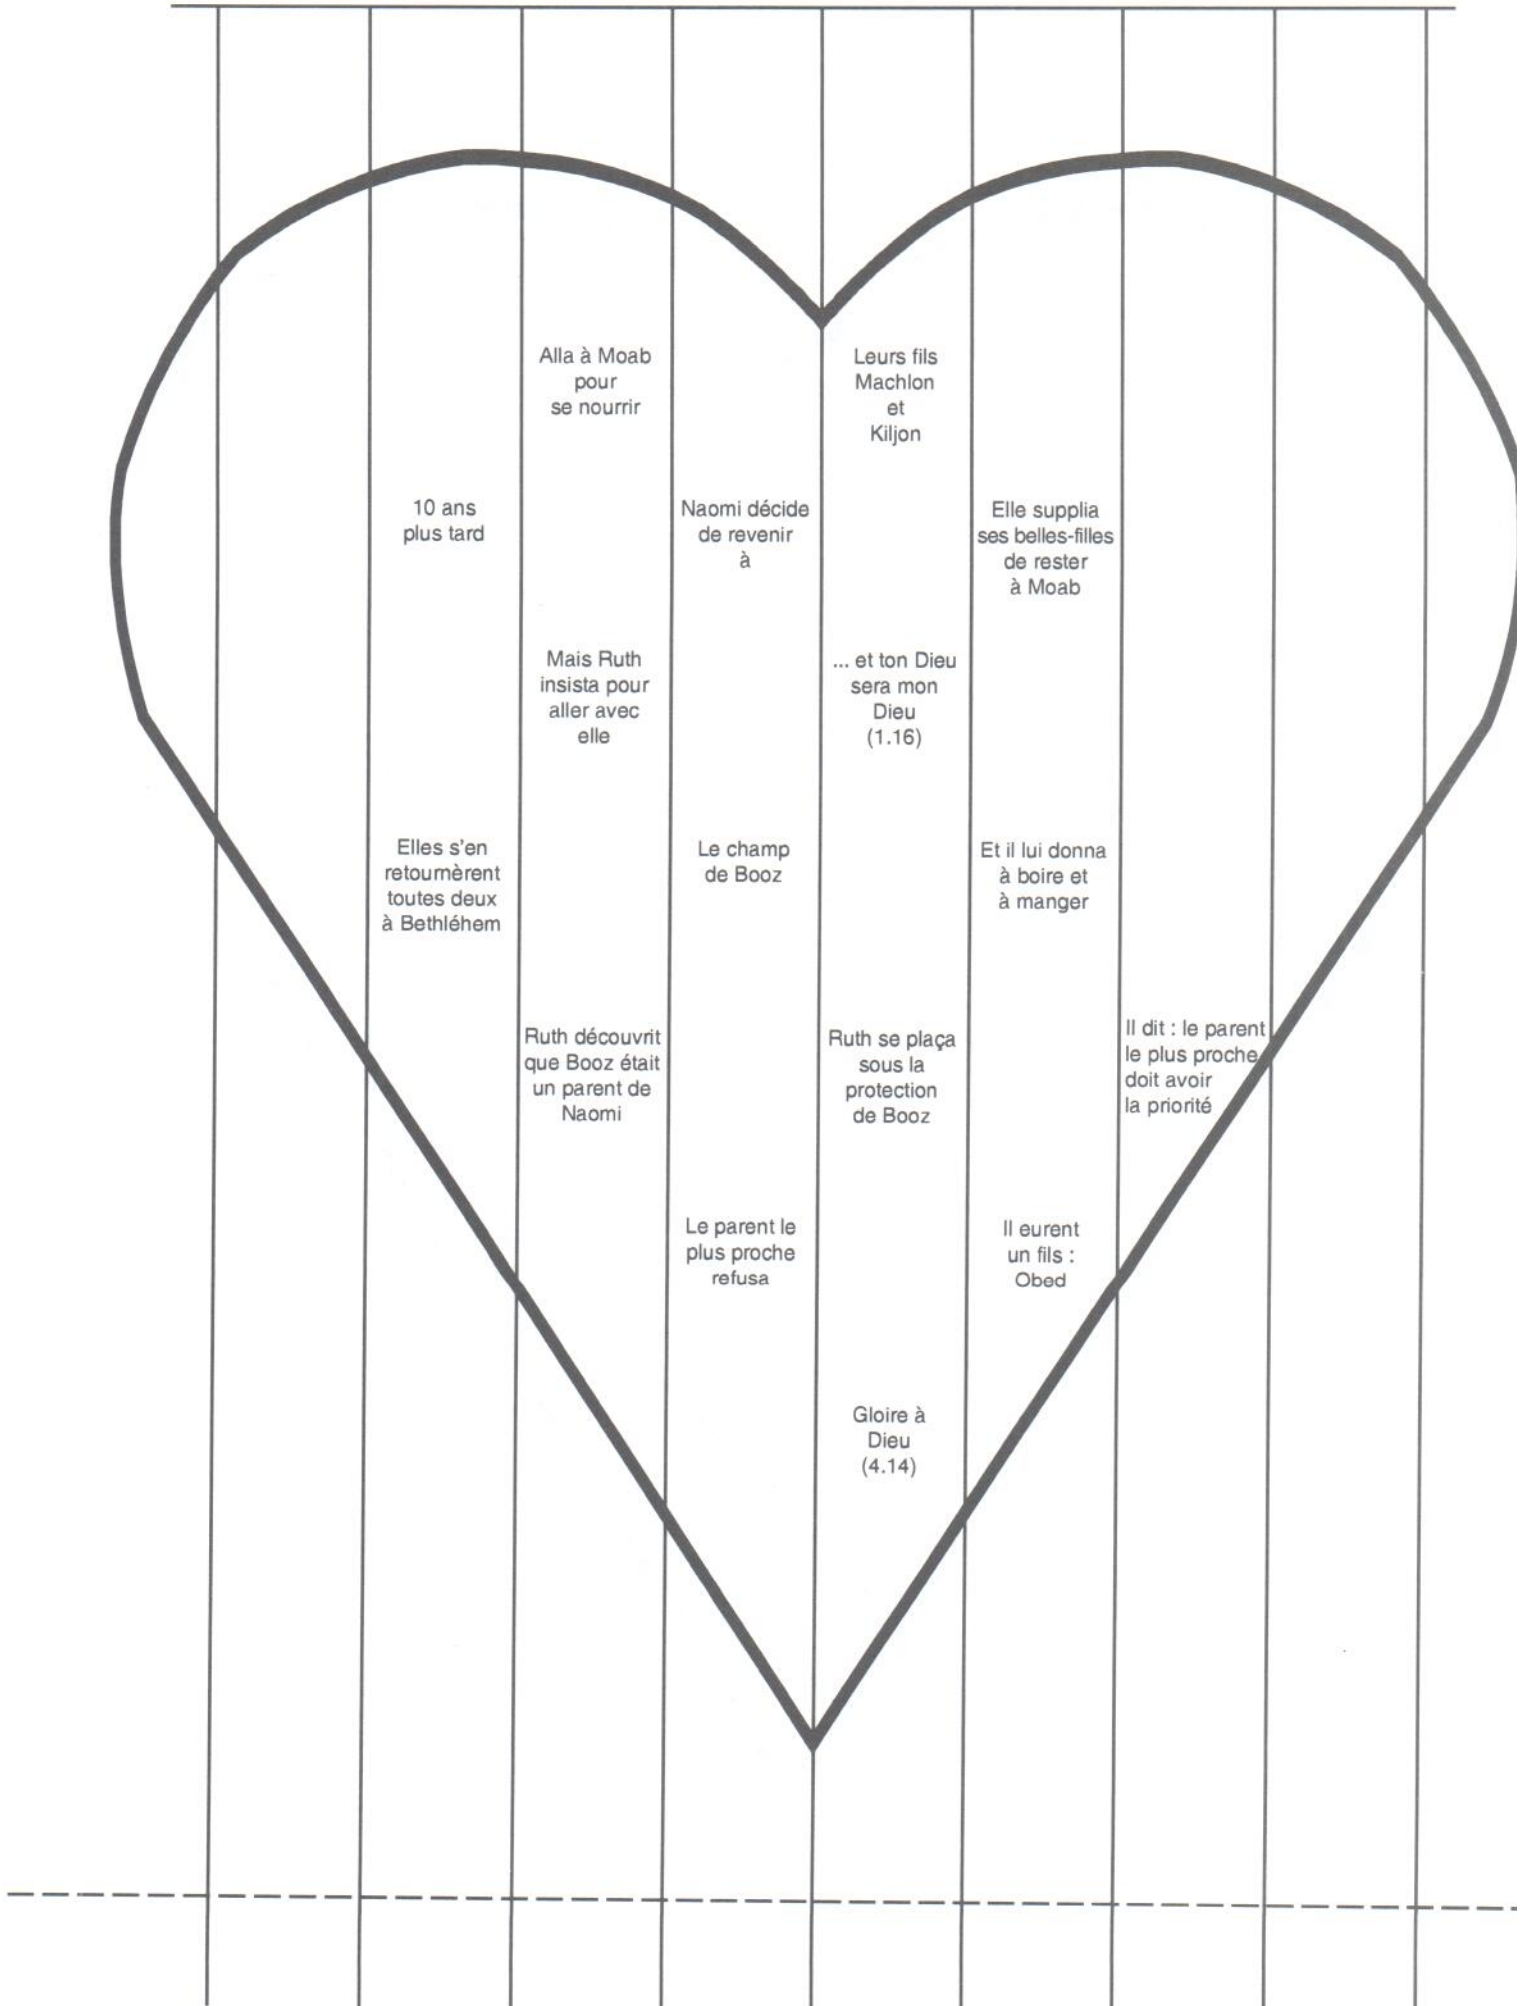 Alla à Moab
pour
se nourrir
Leurs fils
Machlon
et
Kiljon
10 ans
plus tard
Naomi décide
de revenir
à
Elle supplia
ses belles-filles
de rester
à Moab
Mais Ruth
insista pour
aller avec
elle
... et ton Dieu
sera mon
Dieu
(1.16)
Elles s'en
retournèrent
toutes deux
à Bethléhem
Le champ
de Booz
Et il lui donna
à boire et
à manger
Ruth découvrit
que Booz était
un parent de
Naomi
Ruth se plaça
sous la
protection
de Booz
Il dit : le parent
le plus proche
doit avoir
la priorité
Le parent le
plus proche
refusa
Il eurent
un fils :
Obed
Gloire à
Dieu
(4.14)